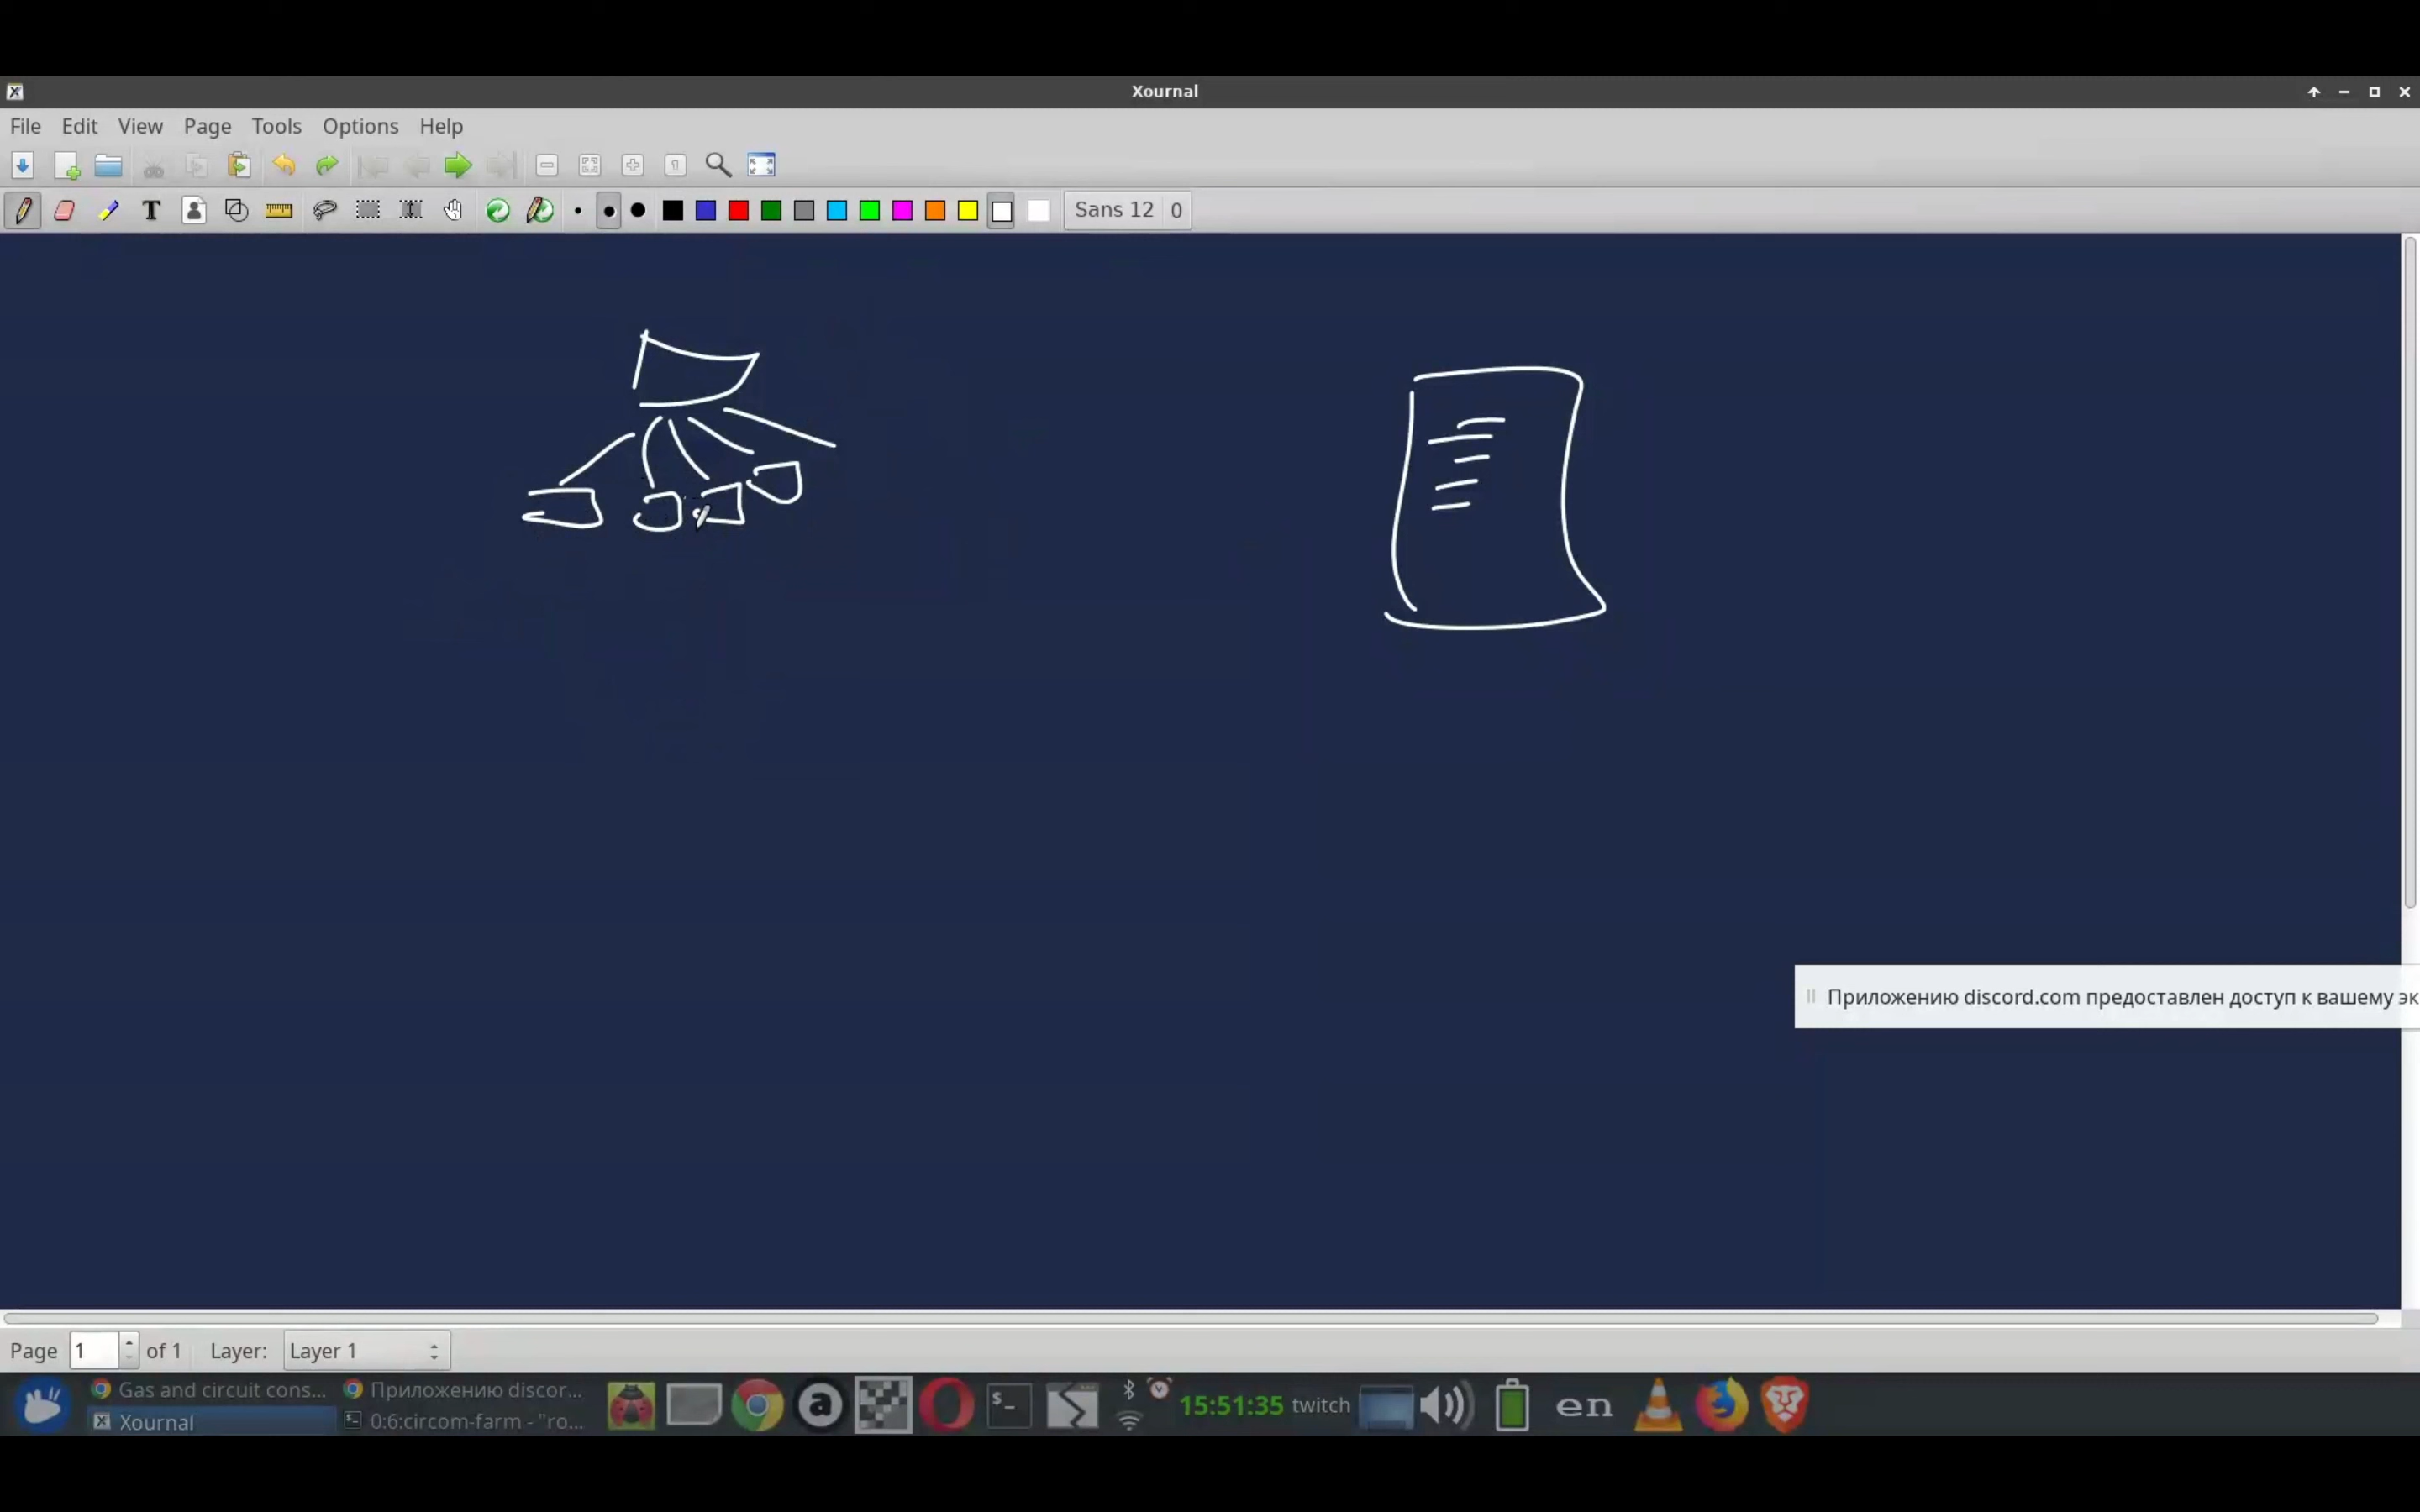 Xournal
File Edit View Page Tools Options Help
Sans 12 0
Приложению discord.com предоставлен доступ к вашему эк
Page 1 of 1 Layer: Layer 1
Gas and circuit cons... Приложению discor...
Xournal 0:6:circom-farm - "ro...
15:51:35 twitch en